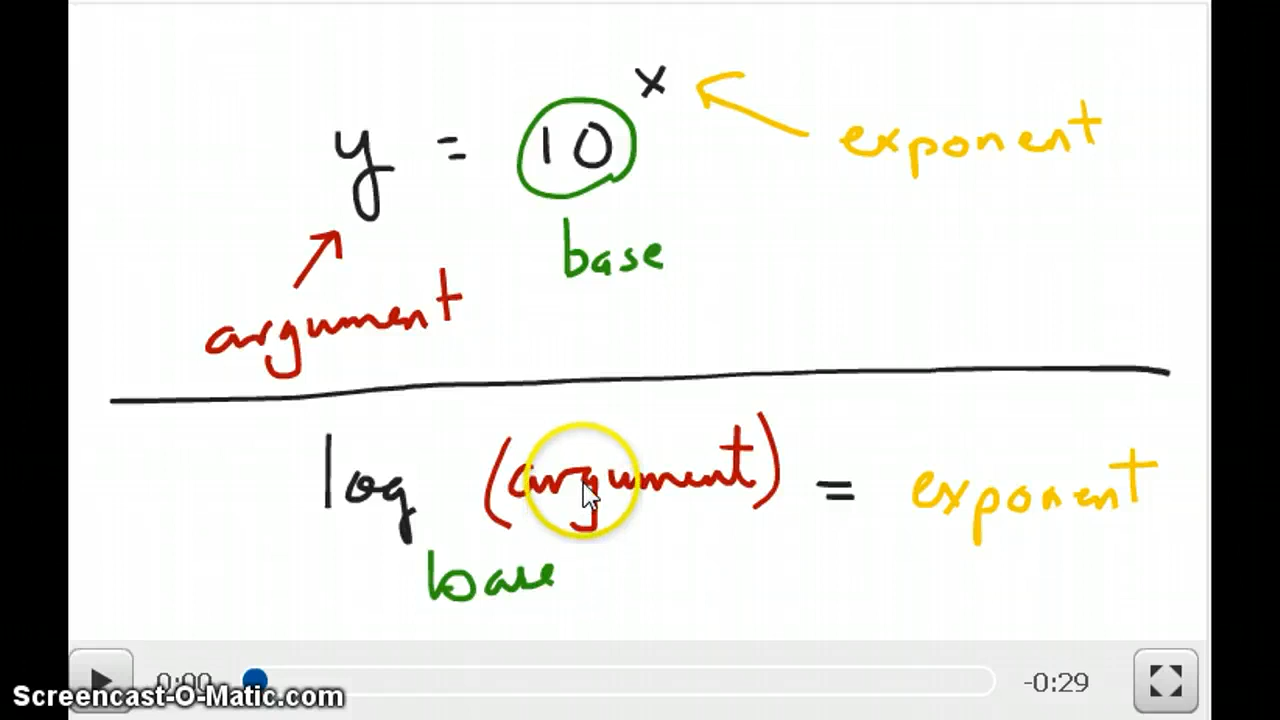 y = 10^x
exponent
base
argument
log base (argument) = exponent
0:00
-0:29
Screencast-O-Matic.com